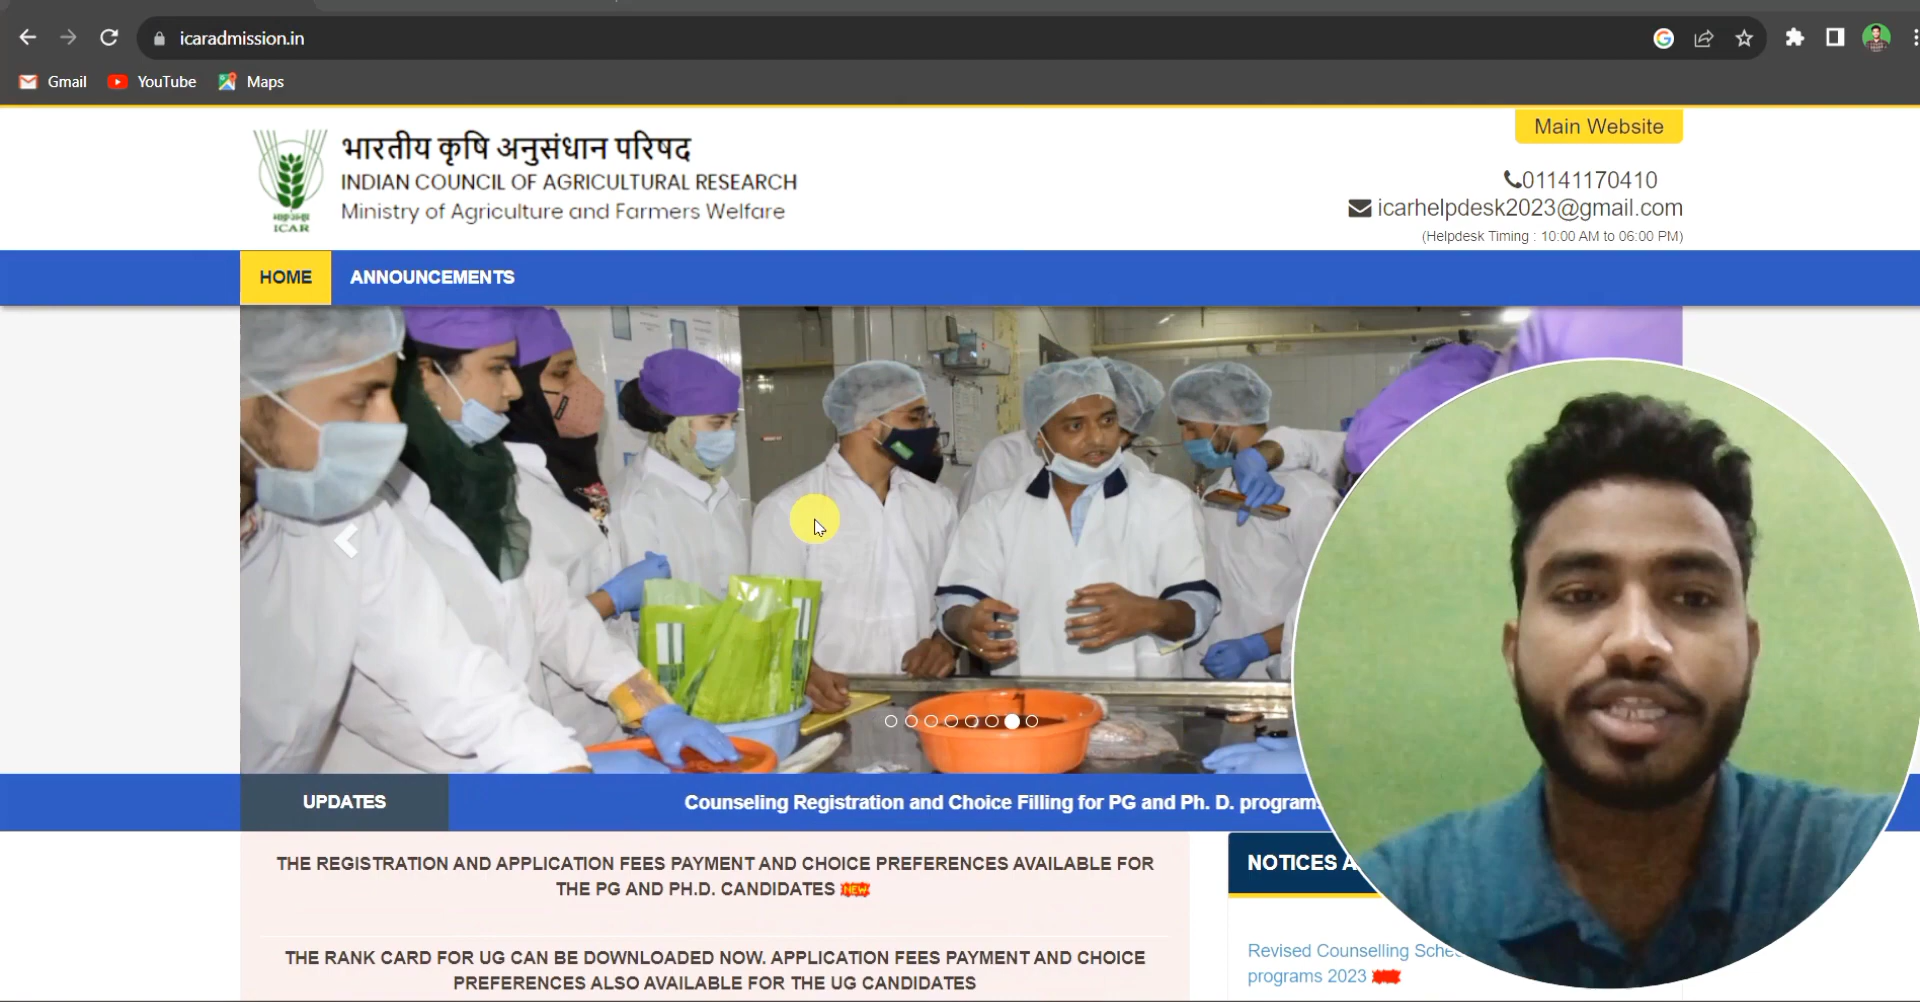 icaradmission.in
Gmail YouTube Maps
Main Website
भारतीय कृषि अनुसंधान परिषद
INDIAN COUNCIL OF AGRICULTURAL RESEARCH
Ministry of Agriculture and Farmers Welfare
ICAR
01141170410
icarhelpdesk2023@gmail.com
(Helpdesk Timing : 10:00 AM to 06:00 PM)
HOME ANNOUNCEMENTS
UPDATES Counseling Registration and Choice Filling for PG and Ph. D. programs
THE REGISTRATION AND APPLICATION FEES PAYMENT AND CHOICE PREFERENCES AVAILABLE FOR
THE PG AND PH.D. CANDIDATES NEW
THE RANK CARD FOR UG CAN BE DOWNLOADED NOW. APPLICATION FEES PAYMENT AND CHOICE
PREFERENCES ALSO AVAILABLE FOR THE UG CANDIDATES
NOTICES
Revised Counselling
programs 2023